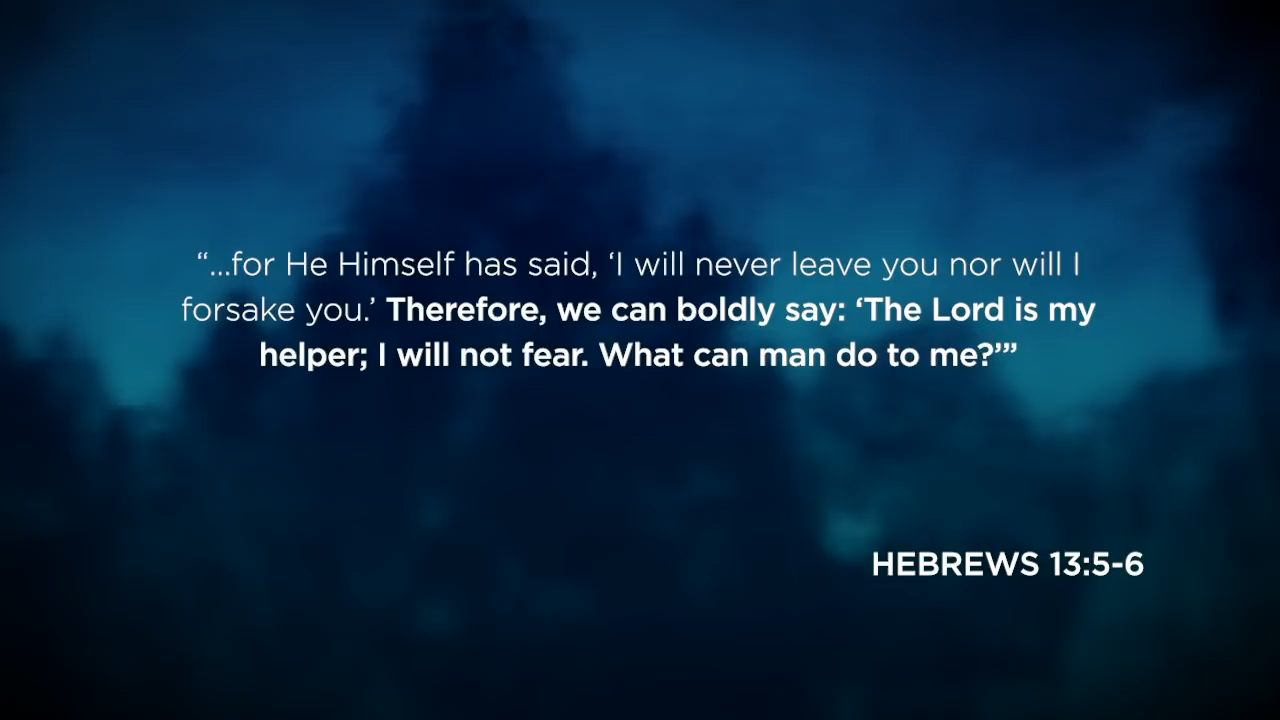 “...for He Himself has said, ‘I will never leave you nor will I
forsake you.’ Therefore, we can boldly say: ‘The Lord is my
helper; I will not fear. What can man do to me?’”
HEBREWS 13:5-6